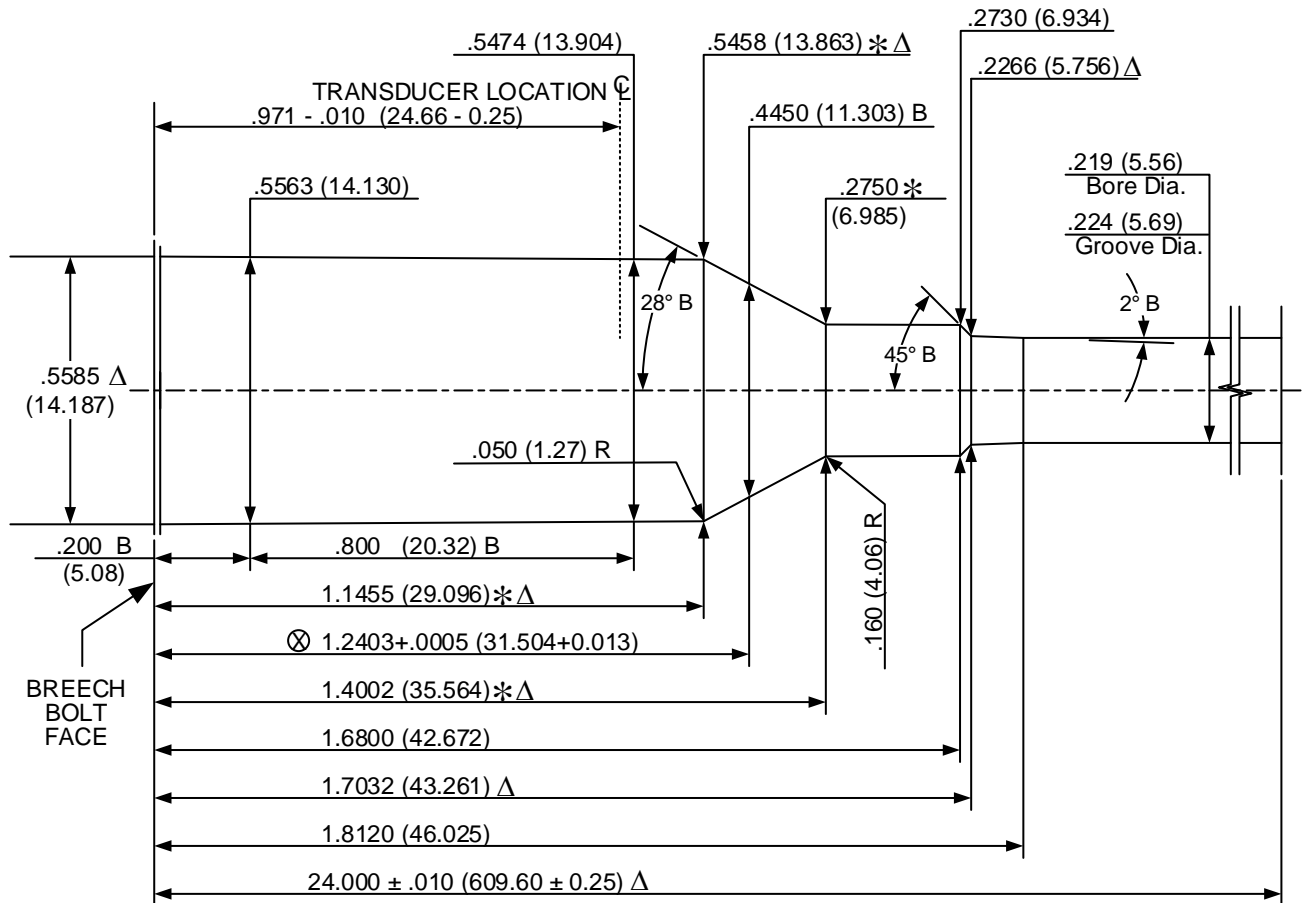 .2730 (6.934)
.5474 (13.904)
.5458 (13.863) ✻ Δ
.2266 (5.756) Δ
TRANSDUCER LOCATION ℄
.971 - .010 (24.66 - 0.25)
.4450 (11.303) B
.5563 (14.130)
.2750 ✻
(6.985)
.219 (5.56)
Bore Dia.
.224 (5.69)
Groove Dia.
28° B
2° B
45° B
.5585 Δ
(14.187)
.050 (1.27) R
.160 (4.06) R
.200 B
(5.08)
.800 (20.32) B
1.1455 (29.096) ✻ Δ
⊗ 1.2403+.0005 (31.504+0.013)
BREECH
BOLT
FACE
1.4002 (35.564) ✻ Δ
1.6800 (42.672)
1.7032 (43.261) Δ
1.8120 (46.025)
24.000 ± .010 (609.60 ± 0.25) Δ